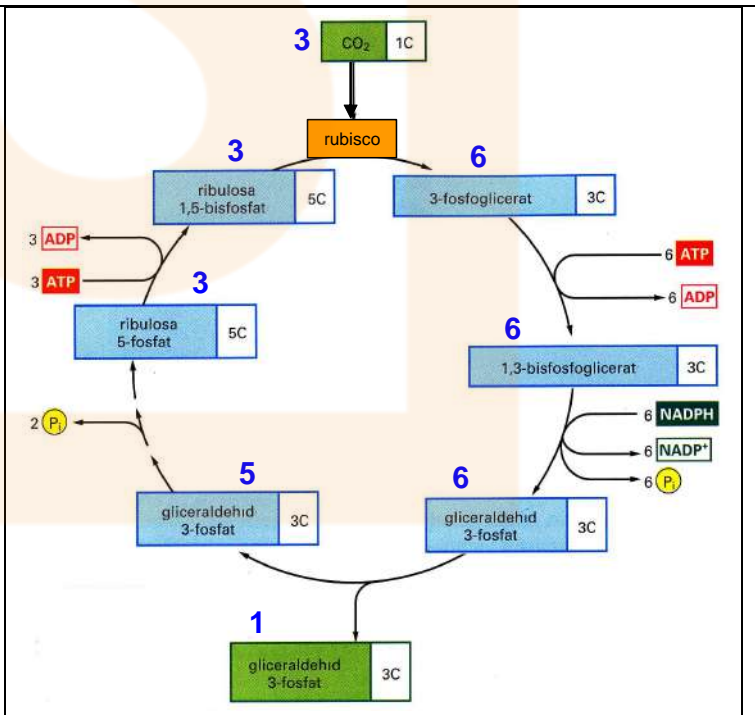 3 CO₂ 1C
rubisco
3
6
ribulosa
1,5-bisfosfat
5C
3-fosfoglicerat
3C
3 ADP
3 ATP
6 ATP
6 ADP
3
ribulosa
5-fosfat
5C
6
1,3-bisfosfoglicerat
3C
2 Pi
6 NADPH
6 NADP⁺
6 Pi
5
gliceraldehid
3-fosfat
3C
6
gliceraldehid
3-fosfat
3C
1
gliceraldehid
3-fosfat
3C